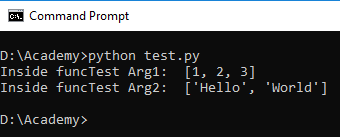 Command Prompt
D:\Academy>python test.py
Inside funcTest Arg1:  [1, 2, 3]
Inside funcTest Arg2:  ['Hello', 'World']
D:\Academy>